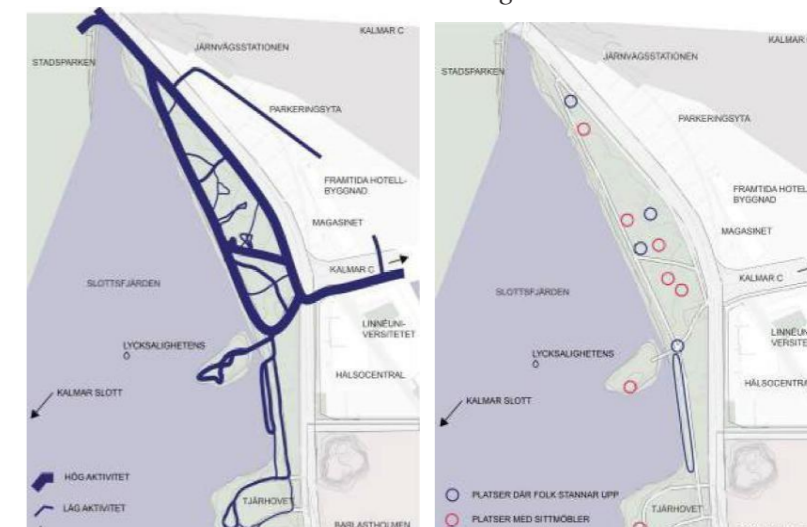 KALMAR C
JÄRNVÄGSSTATIONEN
STADSPARKEN
PARKERINGSYTA
FRAMTIDA HOTELL-
BYGGNAD
MAGASINET
KALMAR C
SLOTTSFJÄRDEN
LINNÉUNI-
VERSITETET
LYCKSALIGHETENS
Ö
HÄLSOCENTRAL
KALMAR SLOTT
HÖG AKTIVITET
LÅG AKTIVITET
TJÄRHOVET
BARLASTHOLMEN
KALMAR
JÄRNVÄGSSTATIONEN
STADSPARKEN
PARKERINGSYTA
FRAMTIDA HOTEL
BYGGNAD
MAGASINET
KALMAR C
SLOTTSFJÄRDEN
LINNÉUN
VERSITE
LYCKSALIGHETENS
Ö
HÄLSOCENTRA
KALMAR SLOTT
PLATSER DÄR FOLK STANNAR UPP
PLATSER MED SITTMÖBLER
TJÄRHOVET